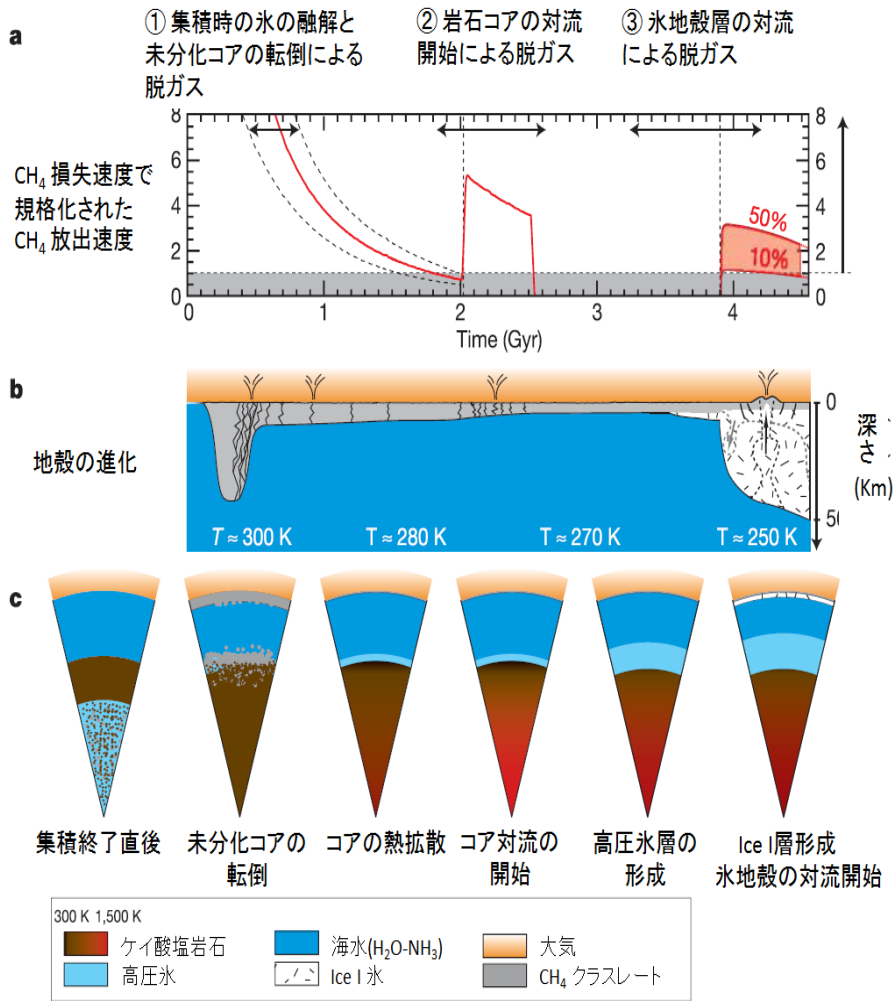 a
① 集積時の氷の融解と
未分化コアの転倒による
脱ガス
② 岩石コアの対流
開始による脱ガス
③ 氷地殻層の対流
による脱ガス
CH₄ 損失速度で
規格化された
CH₄ 放出速度
8
6
4
2
0
8
6
4
2
0
50%
10%
0
1
2
3
4
Time (Gyr)
b
地殻の進化
T ≈ 300 K
T ≈ 280 K
T ≈ 270 K
T ≈ 250 K
0
深さ
(Km)
c
集積終了直後
未分化コアの
転倒
コアの熱拡散
コア対流の
開始
高圧氷層の
形成
Ice I層形成
氷地殻の対流開始
300 K 1,500 K
ケイ酸塩岩石
海水(H₂O-NH₃)
大気
高圧氷
Ice I 氷
CH₄ クラスレート